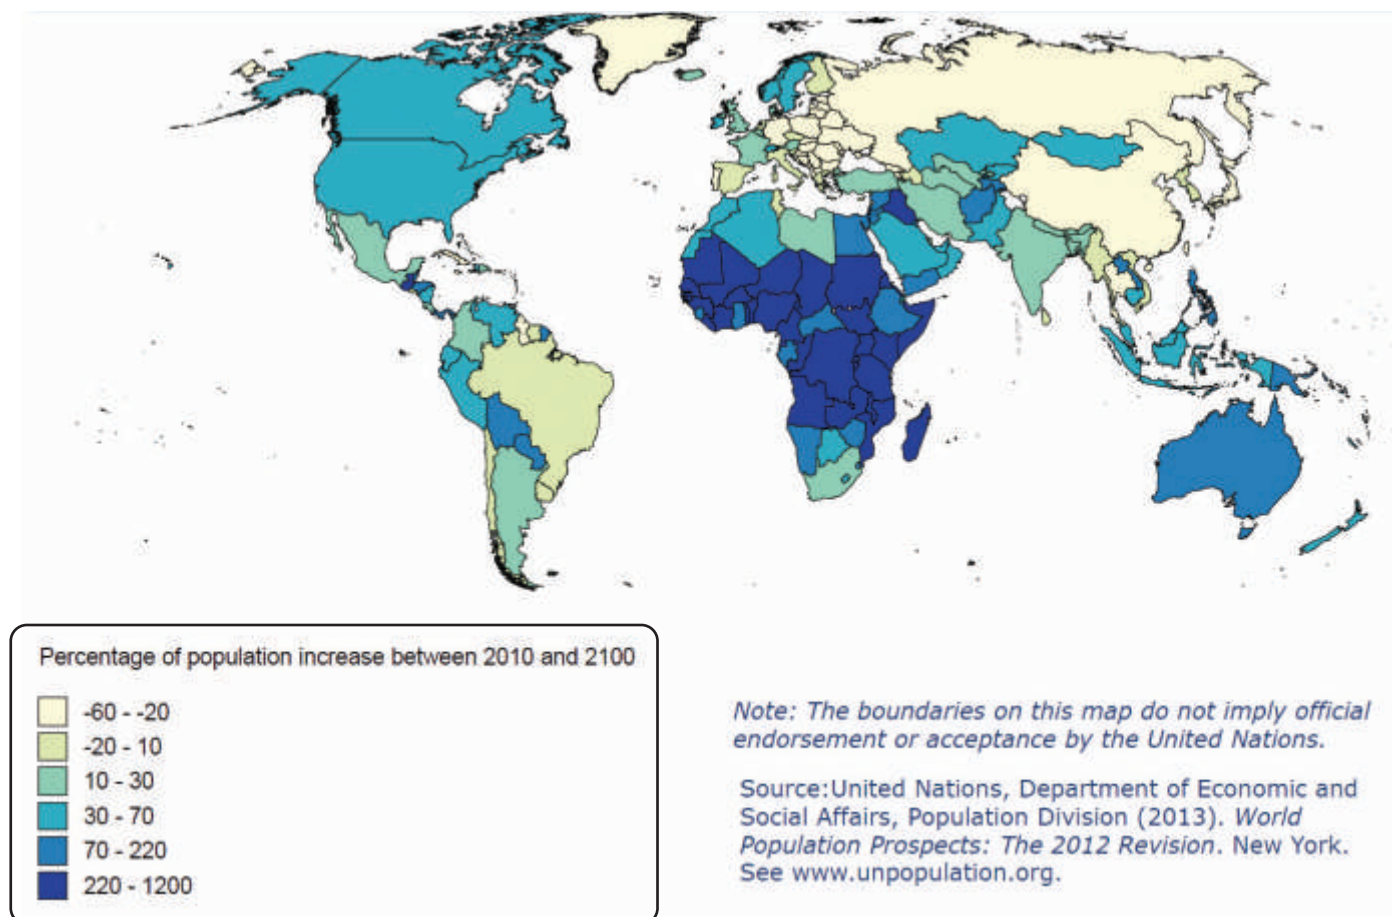 Percentage of population increase between 2010 and 2100
-60 - -20
-20 - 10
10 - 30
30 - 70
70 - 220
220 - 1200
Note: The boundaries on this map do not imply official
endorsement or acceptance by the United Nations.
Source:United Nations, Department of Economic and
Social Affairs, Population Division (2013). World
Population Prospects: The 2012 Revision. New York.
See www.unpopulation.org.